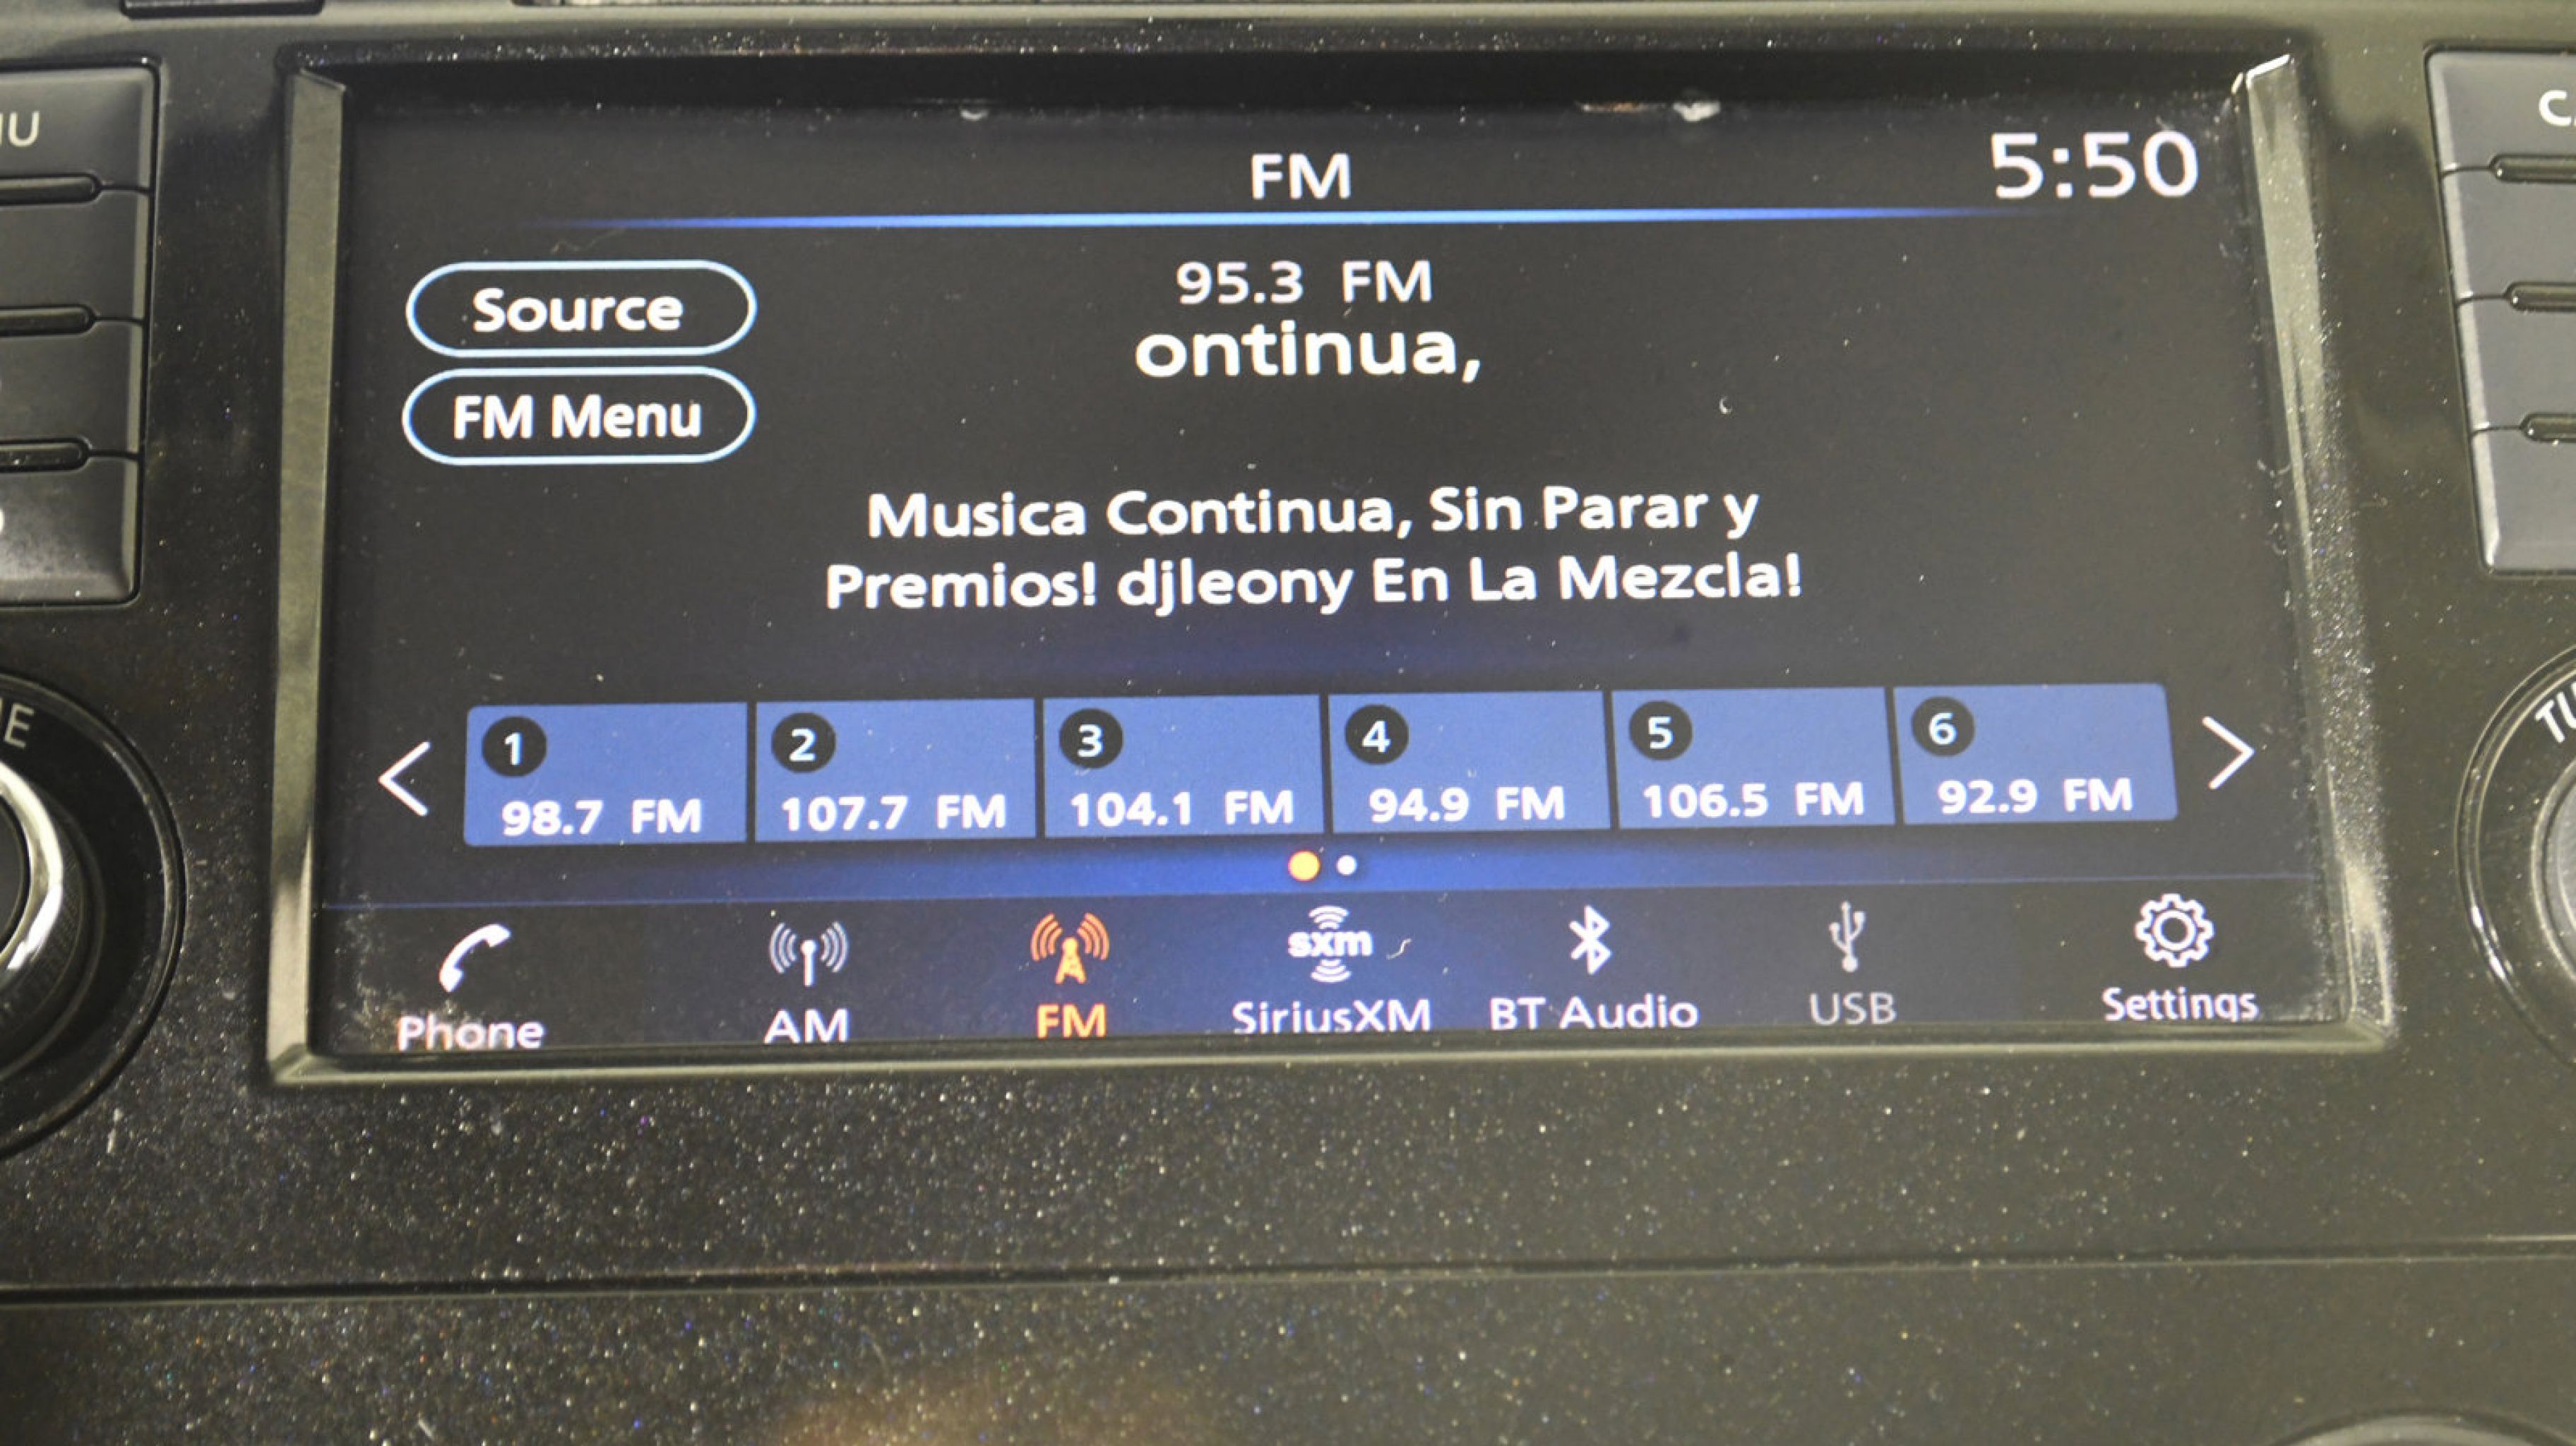 FM
5:50
Source
FM Menu
95.3 FM
ontinua,
Musica Continua, Sin Parar y
Premios! djleony En La Mezcla!
1 2 3 4 5 6
98.7 FM 107.7 FM 104.1 FM 94.9 FM 106.5 FM 92.9 FM
sxm
Phone AM FM SiriusXM BT Audio USB Settings